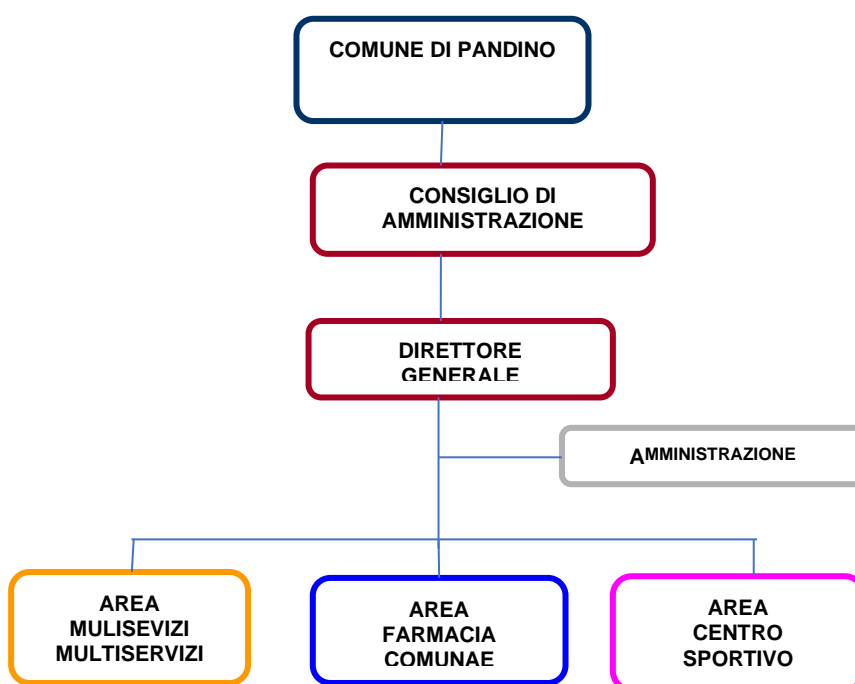 COMUNE DI PANDINO
CONSIGLIO DI
AMMINISTRAZIONE
DIRETTORE
GENERALE
AMMINISTRAZIONE
AREA
MULISEVIZI
MULTISERVIZI
AREA
FARMACIA
COMUNAE
AREA
CENTRO
SPORTIVO